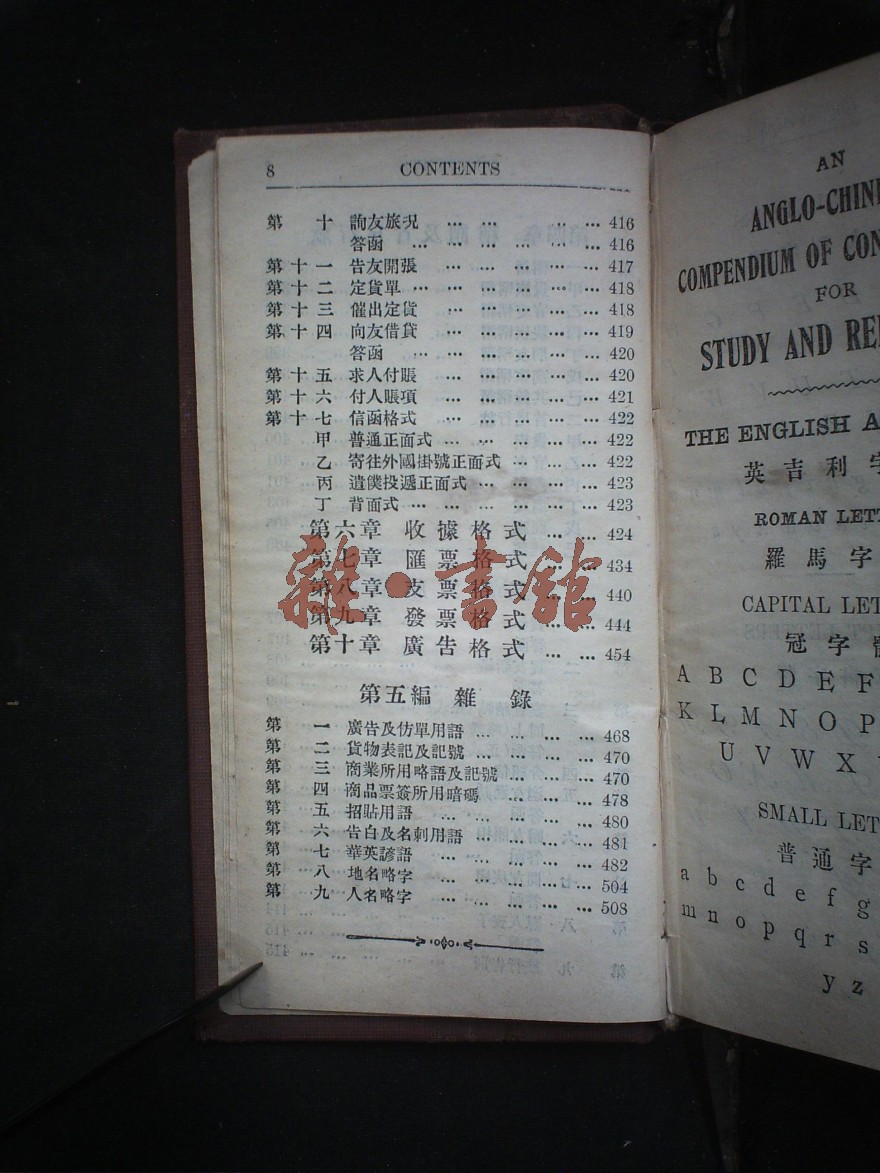 8 CONTENTS
第 十 詢友旅況 … … … … 416
答函 … … … … … … 416
第十一 告友開張 … … … … … 417
第十二 定貨單 … … … … … … 418
第十三 催出定貨 … … … … … 418
第十四 向友借貸 … … … … … 419
答函 … … … … … … 420
第十五 求人付賬 … … … … … 420
第十六 付人賬項 … … … … … 421
第十七 信函格式 … … … … … 422
甲 普通正面式 … … … … … 422
乙 寄往外國掛號正面式 … … … 422
丙 遣僕投遞正面式 … … … … 423
丁 背面式 … … … … … … 423
第六章 收據格式 … … 424
第七章 匯票格式 … … 434
第八章 支票格式 … … 440
第九章 發票格式 … … 444
第十章 廣告格式 … … 454
雜·書館
第五編 雜錄
第 一 廣告及仿單用語 … … … … 468
第 二 貨物表記及記號 … … … … 470
第 三 商業所用略語及記號 … … … 470
第 四 商品票簽所用暗碼 … … … 478
第 五 招貼用語 … … … … … 480
第 六 告白及名刺用語 … … … … 481
第 七 華英諺語 … … … … … 482
第 八 地名略字 … … … … … 504
第 九 人名略字 … … … … … 508
AN
ANGLO-CHINE
COMPENDIUM OF CON
FOR
STUDY AND RE
THE ENGLISH A
英吉利字
ROMAN LETT
羅馬字
CAPITAL LET
冠字體
A B C D E F
K L M N O P
U V W X
SMALL LET
普通字
a b c d e f g
m n o p q r s
y z